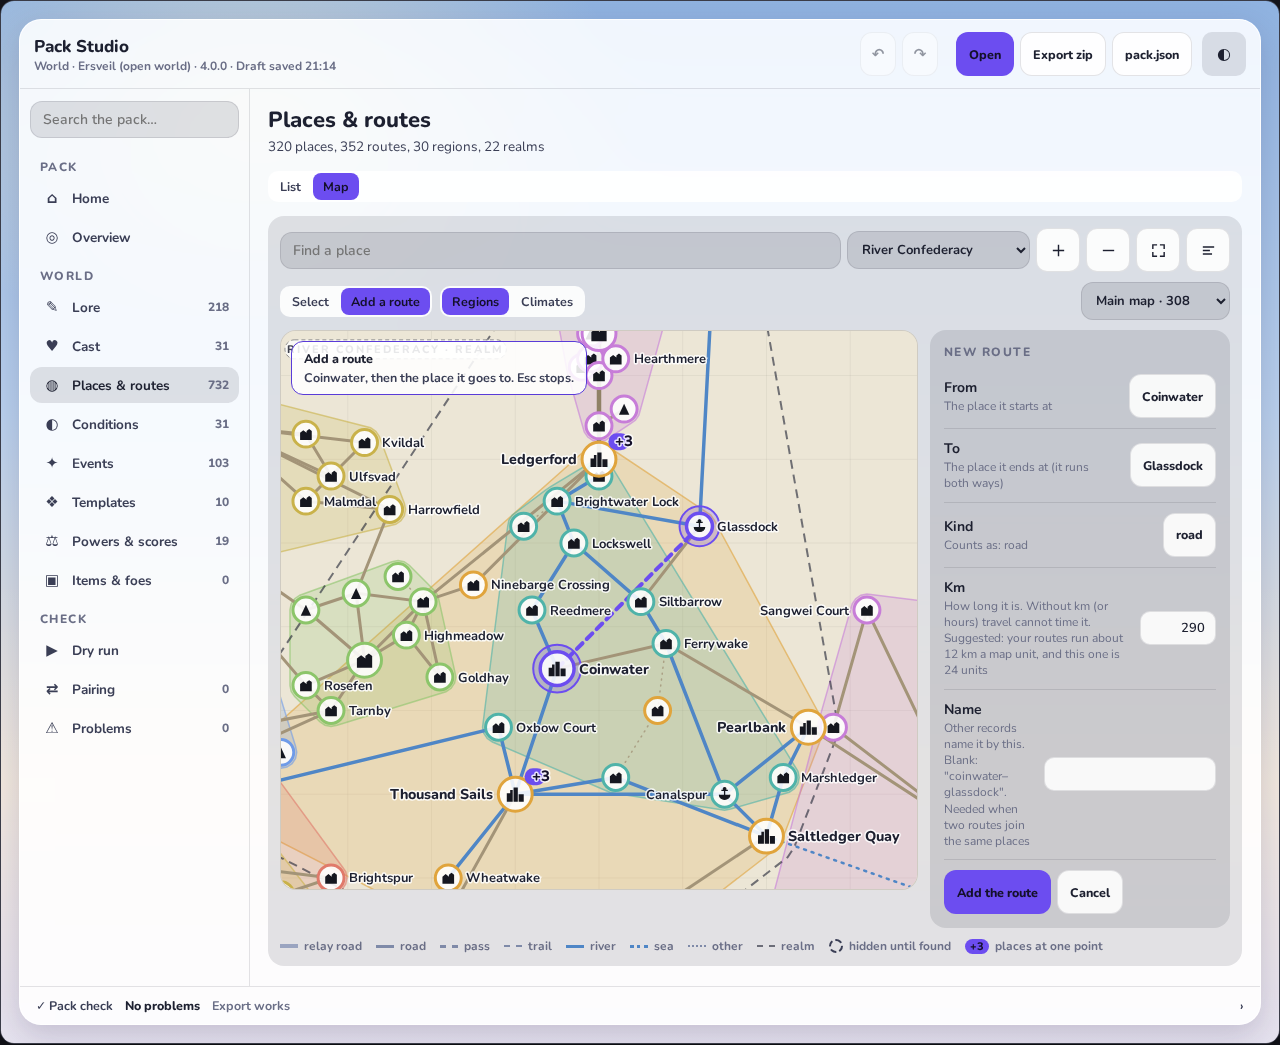 Pack Studio
World · Ersveil (open world) · 4.0.0 · Draft saved 21:14
Open
Export zip
pack.json
Search the pack...
PACK
Home
Overview
WORLD
Lore 218
Cast 31
Places & routes 732
Conditions 31
Events 103
Templates 10
Powers & scores 19
Items & foes 0
CHECK
Dry run
Pairing 0
Problems 0
Places & routes
320 places, 352 routes, 30 regions, 22 realms
List
Map
Find a place
River Confederacy
Select
Add a route
Regions
Climates
Main map · 308
RIVER CONFEDERACY · REALM
Add a route
Coinwater, then the place it goes to. Esc stops.
Hearthmere
Kvildal
+3
Ledgerford
Ulfsvad
Malmdal
Harrowfield
Brightwater Lock
Glassdock
Lockswell
Ninebarge Crossing
Reedmere
Siltbarrow
Sangwei Court
Highmeadow
Ferrywake
Coinwater
Goldhay
Rosefen
Tarnby
Oxbow Court
Pearlbank
+3
Marshledger
Thousand Sails
Canalspur
Saltledger Quay
Brightspur
Wheatwake
NEW ROUTE
From
The place it starts at
Coinwater
To
The place it ends at (it runs
both ways)
Glassdock
Kind
Counts as: road
road
Km
How long it is. Without km (or
hours) travel cannot time it.
Suggested: your routes run about
12 km a map unit, and this one is
24 units
290
Name
Other records
name it by this.
Blank:
"coinwater–
glassdock".
Needed when
two routes join
the same places
Add the route
Cancel
relay road
road
pass
trail
river
sea
other
realm
hidden until found
+3 places at one point
✓ Pack check No problems Export works